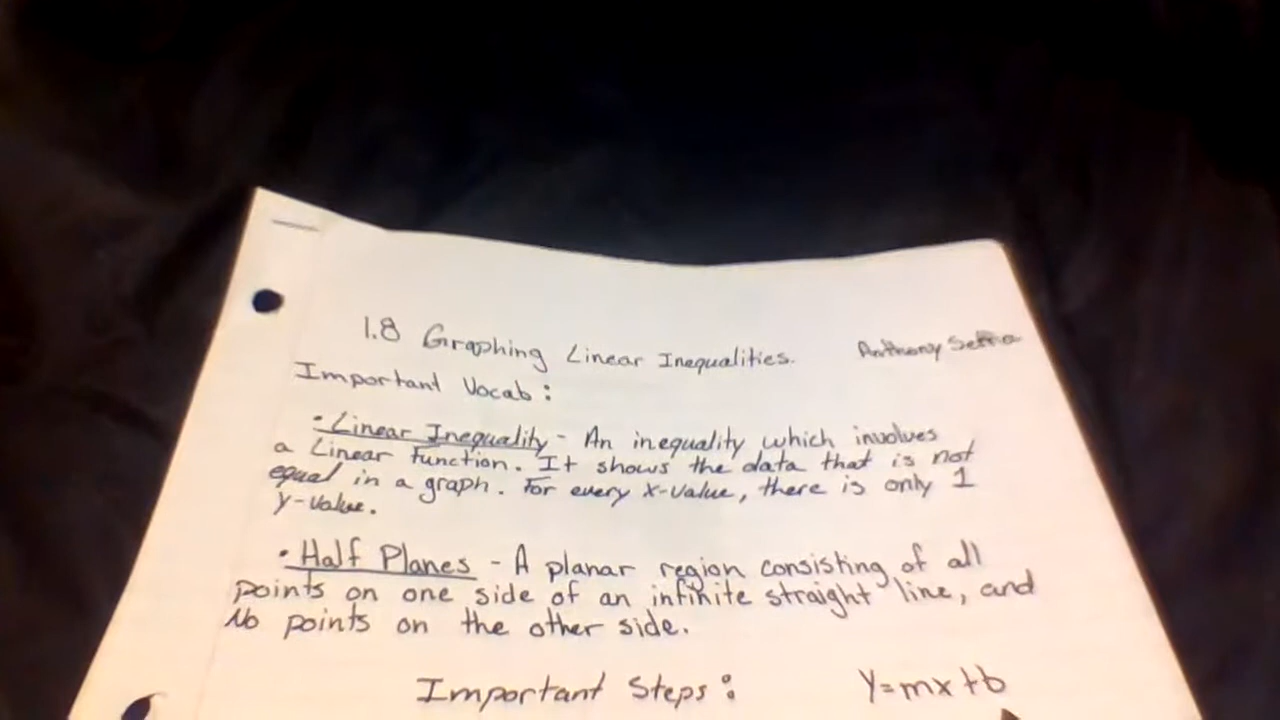 1.8 Graphing Linear Inequalities. Anthony
Important Vocab:
• Linear Inequality - An inequality which involves
a Linear function. It shows the data that is not
equal in a graph. For every x-value, there is only 1
y-value.
• Half Planes - A planar region consisting of all
points on one side of an infinite straight line, and
No points on the other side.
Important Steps: y=mx+b